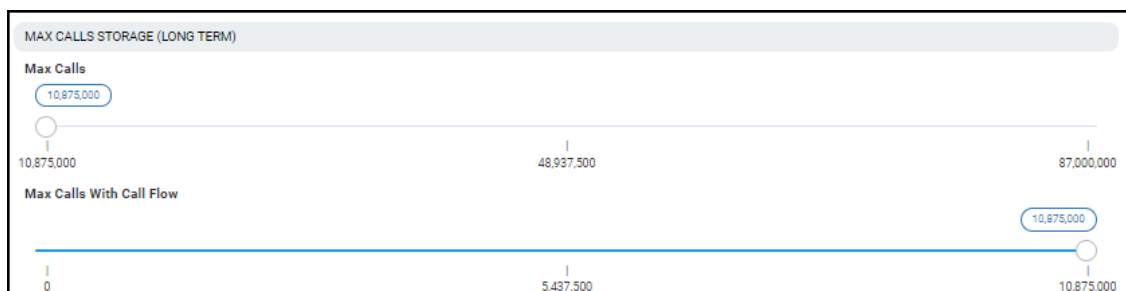 MAX CALLS STORAGE (LONG TERM)
Max Calls
10,875,000
10,875,000 48,937,500 87,000,000
Max Calls With Call Flow
10,875,000
0 5,437,500 10,875,000